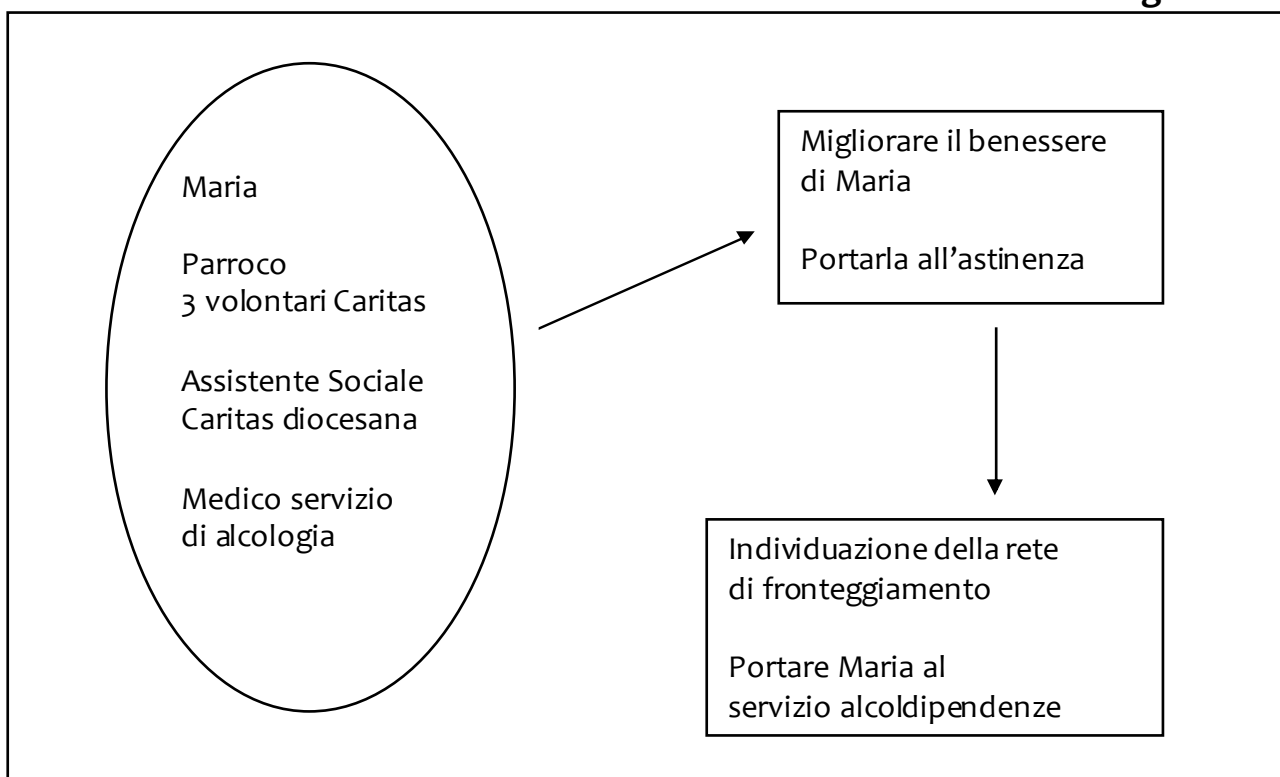 Maria
Parroco
3 volontari Caritas
Assistente Sociale
Caritas diocesana
Medico servizio
di alcologia
Migliorare il benessere
di Maria
Portarla all’astinenza
Individuazione della rete
di fronteggiamento
Portare Maria al
servizio alcoldipendenze